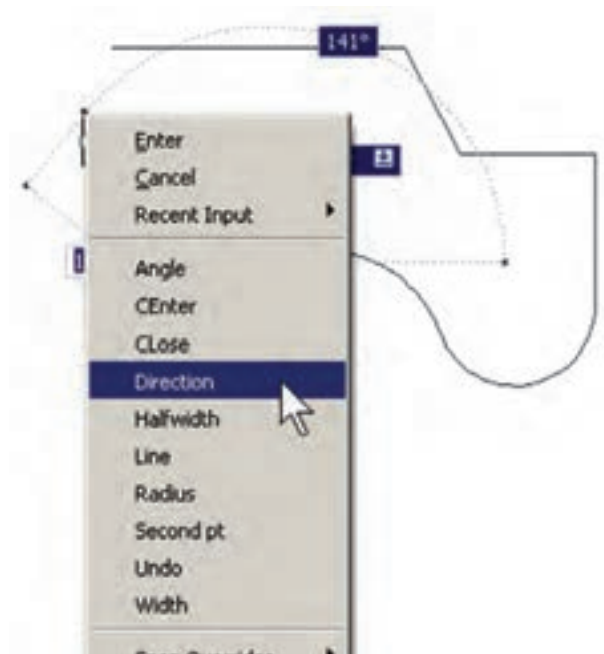 141°
Enter
Cancel
Recent Input
Angle
CEnter
CLose
Direction
Halfwidth
Line
Radius
Second pt
Undo
Width